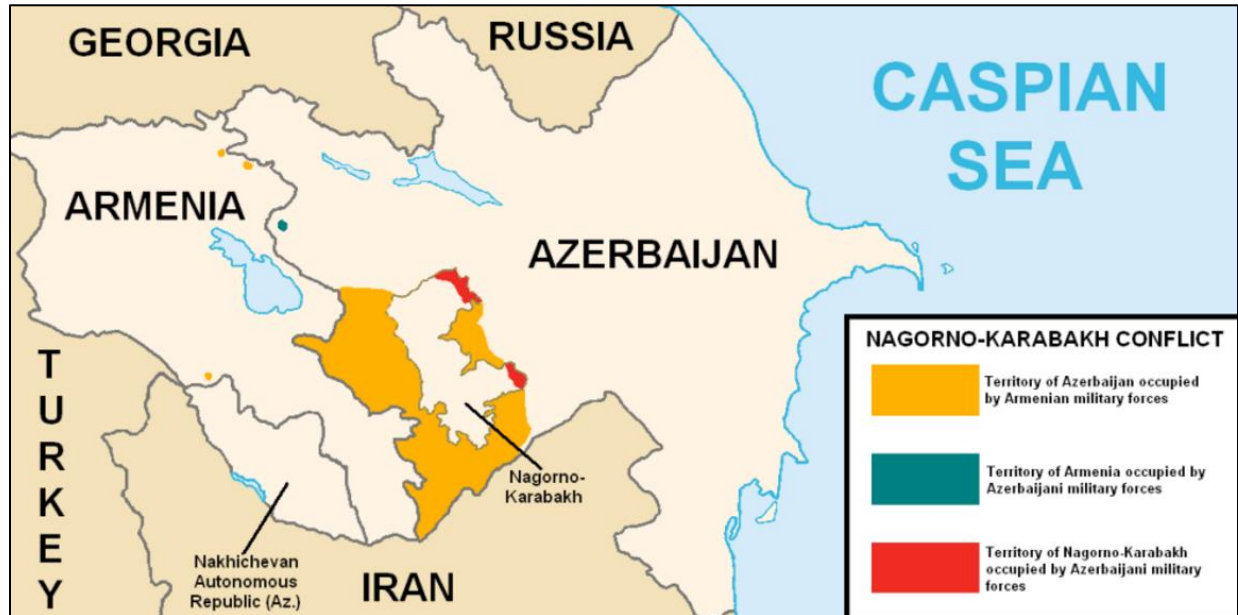 GEORGIA
RUSSIA
CASPIAN
SEA
ARMENIA
AZERBAIJAN
TURKEY
Nagorno-
Karabakh
Nakhichevan
Autonomous
Republic (Az.)
IRAN
NAGORNO-KARABAKH CONFLICT
Territory of Azerbaijan occupied
by Armenian military forces
Territory of Armenia occupied by
Azerbaijani military forces
Territory of Nagorno-Karabakh
occupied by Azerbaijani military
forces